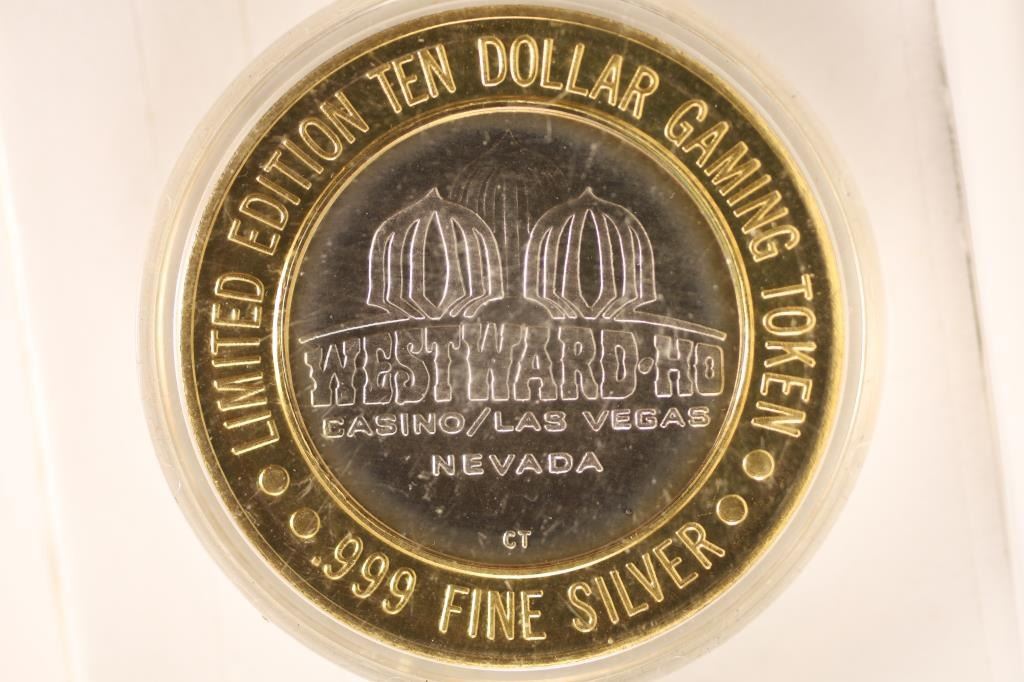 LIMITED EDITION TEN DOLLAR GAMING TOKEN
WESTWARD·HO
CASINO/LAS VEGAS
NEVADA
CT
.999 FINE SILVER